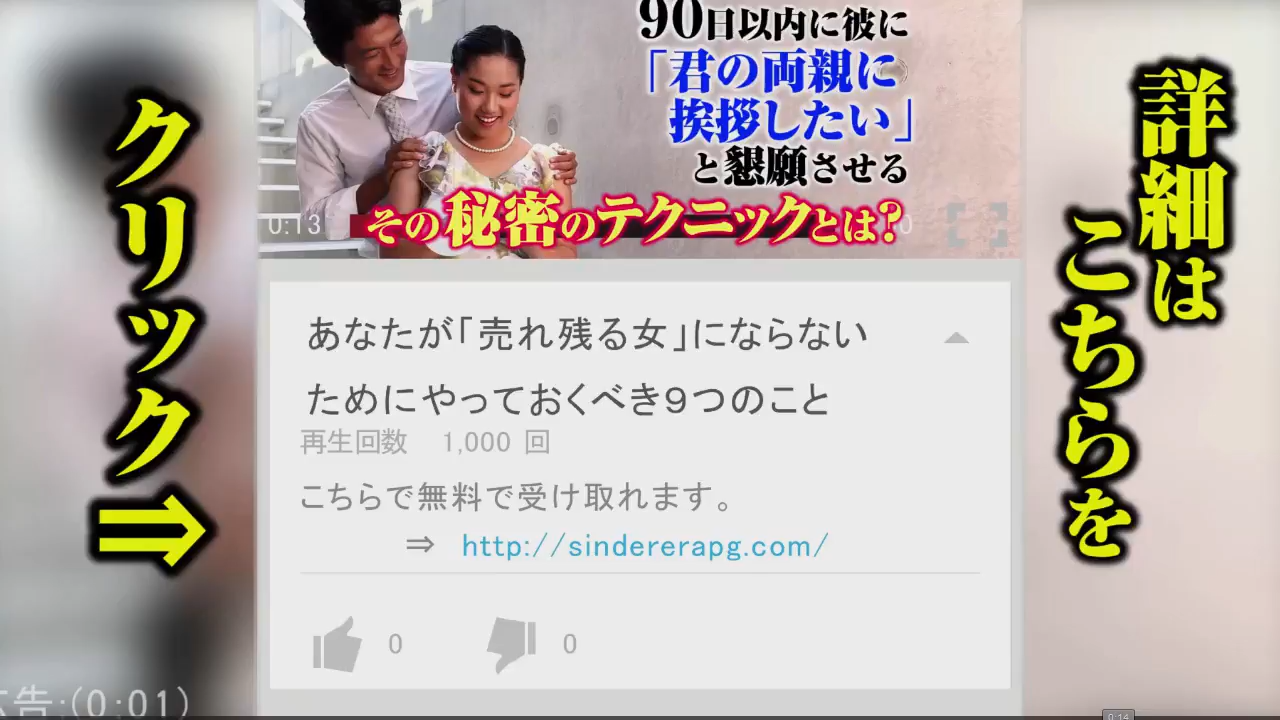 90日以内に彼に
「君の両親に
挨拶したい」
と懇願させる
その秘密のテクニックとは?
0:13
詳細は
こちらを
クリック⇒
あなたが「売れ残る女」にならない
ためにやっておくべき９つのこと
再生回数 1,000 回
こちらで無料で受け取れます。
⇒ http://sindererapg.com/
0
0
広告:(0:01)
0:14